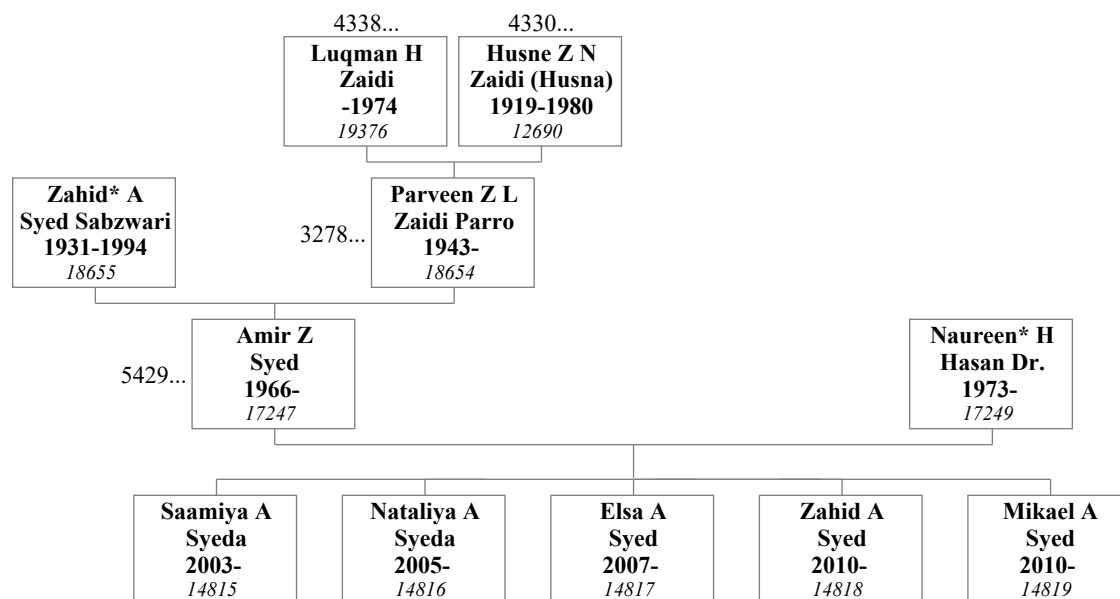 4338...
4330...
Luqman H
Zaidi
-1974
19376
Husne Z N
Zaidi (Husna)
1919-1980
12690
Zahid* A
Syed Sabzwari
1931-1994
18655
3278...
Parveen Z L
Zaidi Parro
1943-
18654
5429...
Amir Z
Syed
1966-
17247
Naureen* H
Hasan Dr.
1973-
17249
Saamiya A
Syeda
2003-
14815
Nataliya A
Syeda
2005-
14816
Elsa A
Syed
2007-
14817
Zahid A
Syed
2010-
14818
Mikael A
Syed
2010-
14819